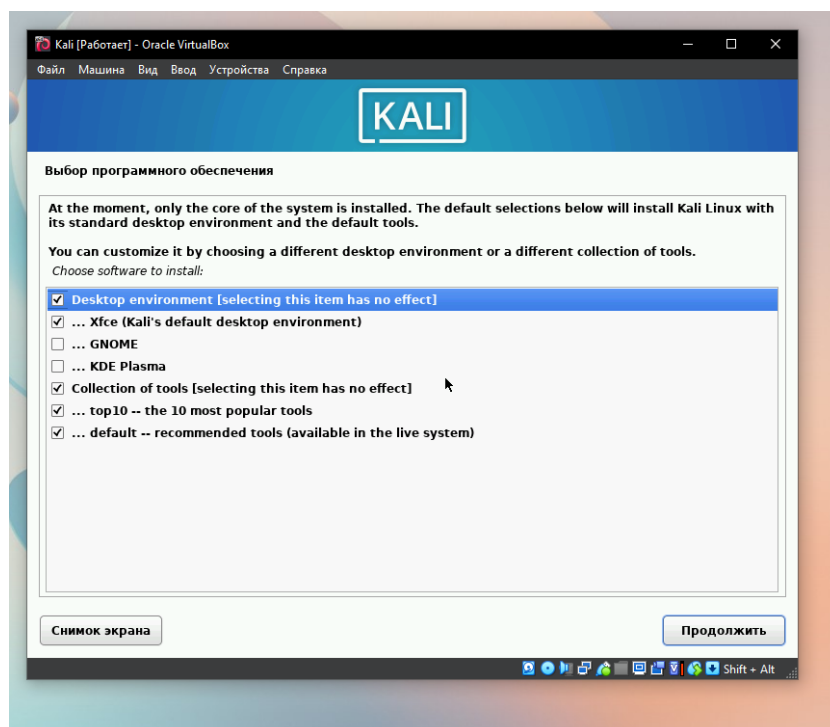 Kali [Работает] - Oracle VirtualBox
Файл Машина Вид Ввод Устройства Справка
KALI
Выбор программного обеспечения
At the moment, only the core of the system is installed. The default selections below will install Kali Linux with
its standard desktop environment and the default tools.
You can customize it by choosing a different desktop environment or a different collection of tools.
Choose software to install:
Desktop environment [selecting this item has no effect]
... Xfce (Kali's default desktop environment)
... GNOME
... KDE Plasma
Collection of tools [selecting this item has no effect]
... top10 -- the 10 most popular tools
... default -- recommended tools (available in the live system)
Снимок экрана
Продолжить
Shift + Alt